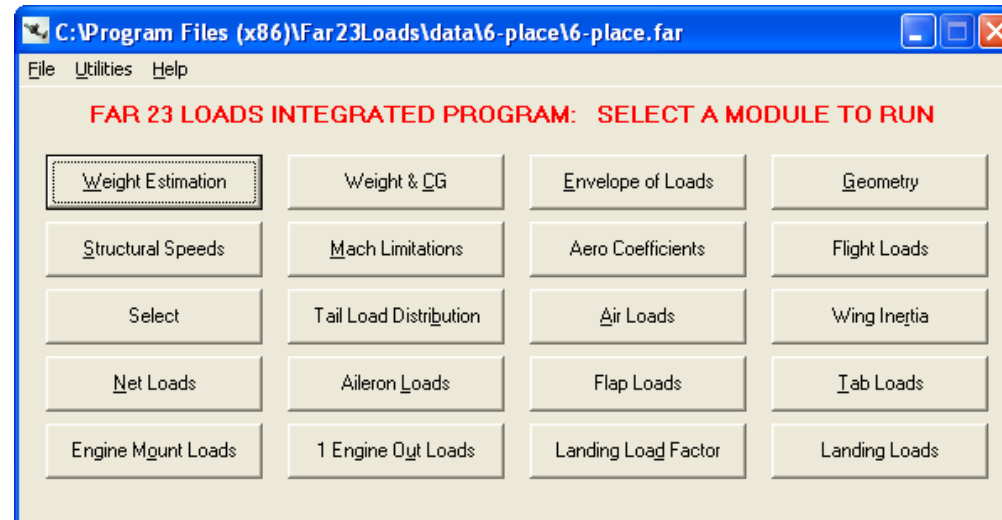 C:\Program Files (x86)\Far23Loads\data\6-place\6-place.far
File Utilities Help
FAR 23 LOADS INTEGRATED PROGRAM: SELECT A MODULE TO RUN
Weight Estimation Weight & CG Envelope of Loads Geometry
Structural Speeds Mach Limitations Aero Coefficients Flight Loads
Select Tail Load Distribution Air Loads Wing Inertia
Net Loads Aileron Loads Flap Loads Tab Loads
Engine Mount Loads 1 Engine Out Loads Landing Load Factor Landing Loads